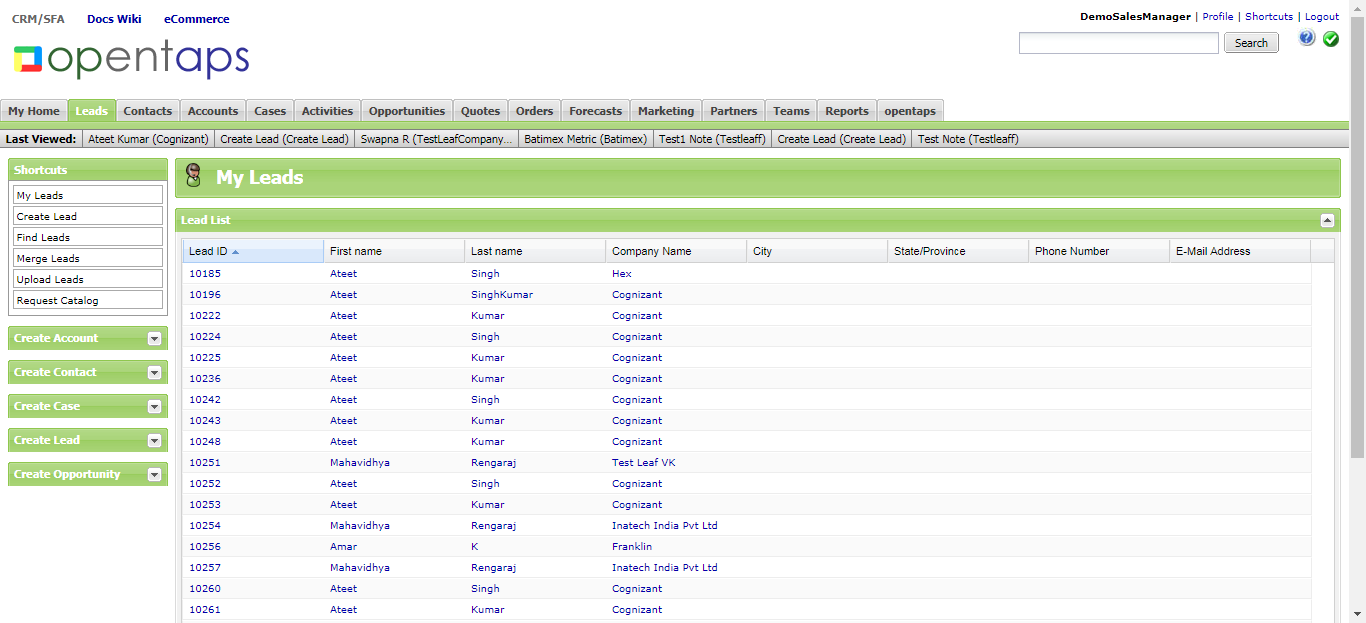 CRM/SFA Docs Wiki eCommerce
DemoSalesManager | Profile | Shortcuts | Logout
opentaps
Search
My Home Leads Contacts Accounts Cases Activities Opportunities Quotes Orders Forecasts Marketing Partners Teams Reports opentaps
Last Viewed: Ateet Kumar (Cognizant) Create Lead (Create Lead) Swapna R (TestLeafCompany... Batimex Metric (Batimex) Test1 Note (Testleaff) Create Lead (Create Lead) Test Note (Testleaff)
Shortcuts
My Leads
Create Lead
Find Leads
Merge Leads
Upload Leads
Request Catalog
Create Account
Create Contact
Create Case
Create Lead
Create Opportunity
My Leads
Lead List
Lead ID First name Last name Company Name City State/Province Phone Number E-Mail Address
10185 Ateet Singh Hex
10196 Ateet SinghKumar Cognizant
10222 Ateet Kumar Cognizant
10224 Ateet Singh Cognizant
10225 Ateet Kumar Cognizant
10236 Ateet Kumar Cognizant
10242 Ateet Singh Cognizant
10243 Ateet Kumar Cognizant
10248 Ateet Kumar Cognizant
10251 Mahavidhya Rengaraj Test Leaf VK
10252 Ateet Singh Cognizant
10253 Ateet Kumar Cognizant
10254 Mahavidhya Rengaraj Inatech India Pvt Ltd
10256 Amar K Franklin
10257 Mahavidhya Rengaraj Inatech India Pvt Ltd
10260 Ateet Singh Cognizant
10261 Ateet Kumar Cognizant